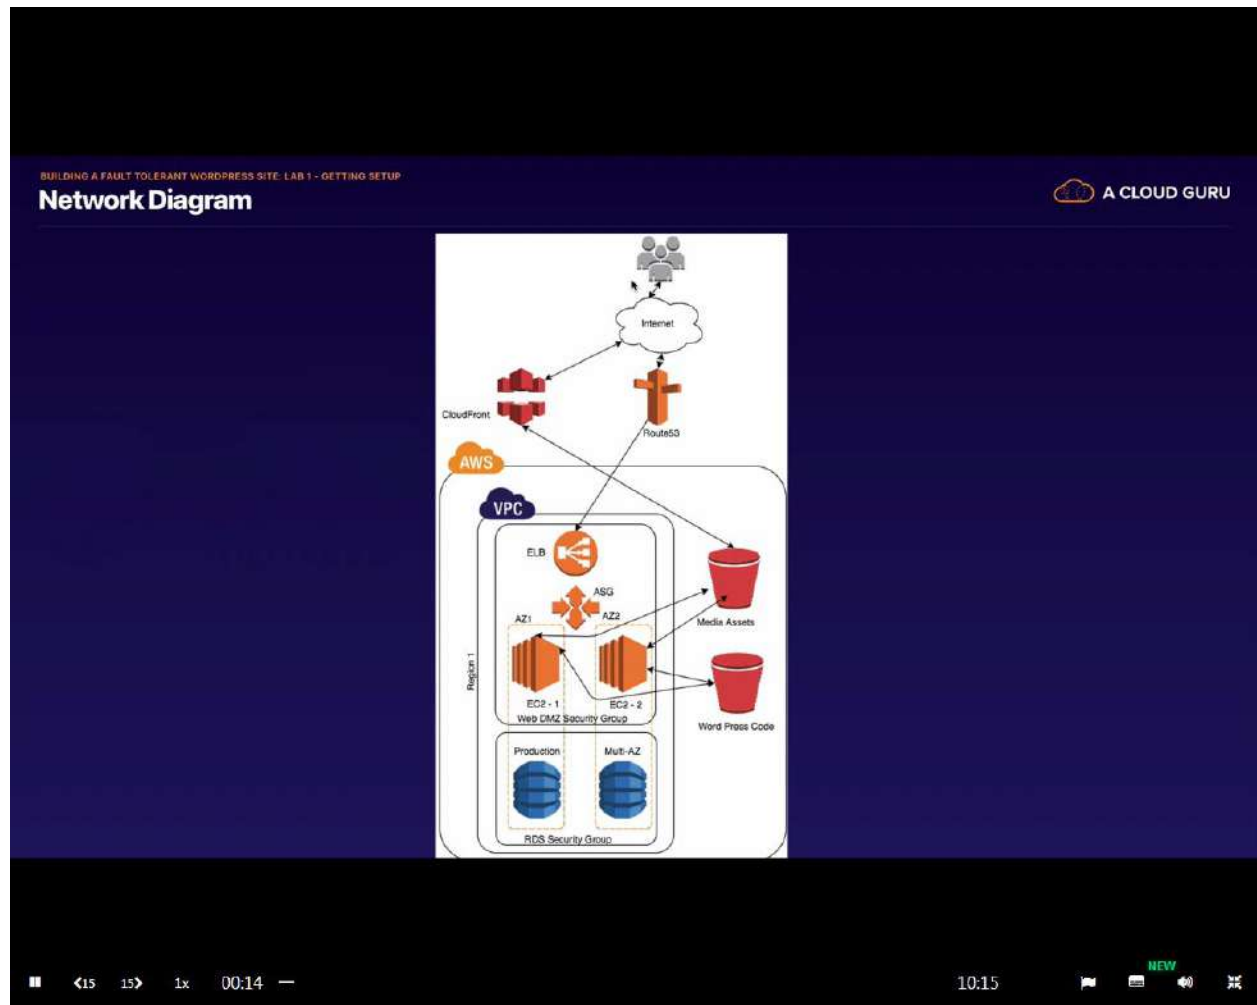 BUILDING A FAULT TOLERANT WORDPRESS SITE: LAB 1 - GETTING SETUP
Network Diagram
A CLOUD GURU
Internet
CloudFront
Route53
AWS
VPC
ELB
ASG
AZ1
AZ2
Media Assets
Region 1
EC2 - 1
EC2 - 2
Web DMZ Security Group
Word Press Code
Production
Multi-AZ
RDS Security Group
NEW
15
15
1x
00:14
10:15